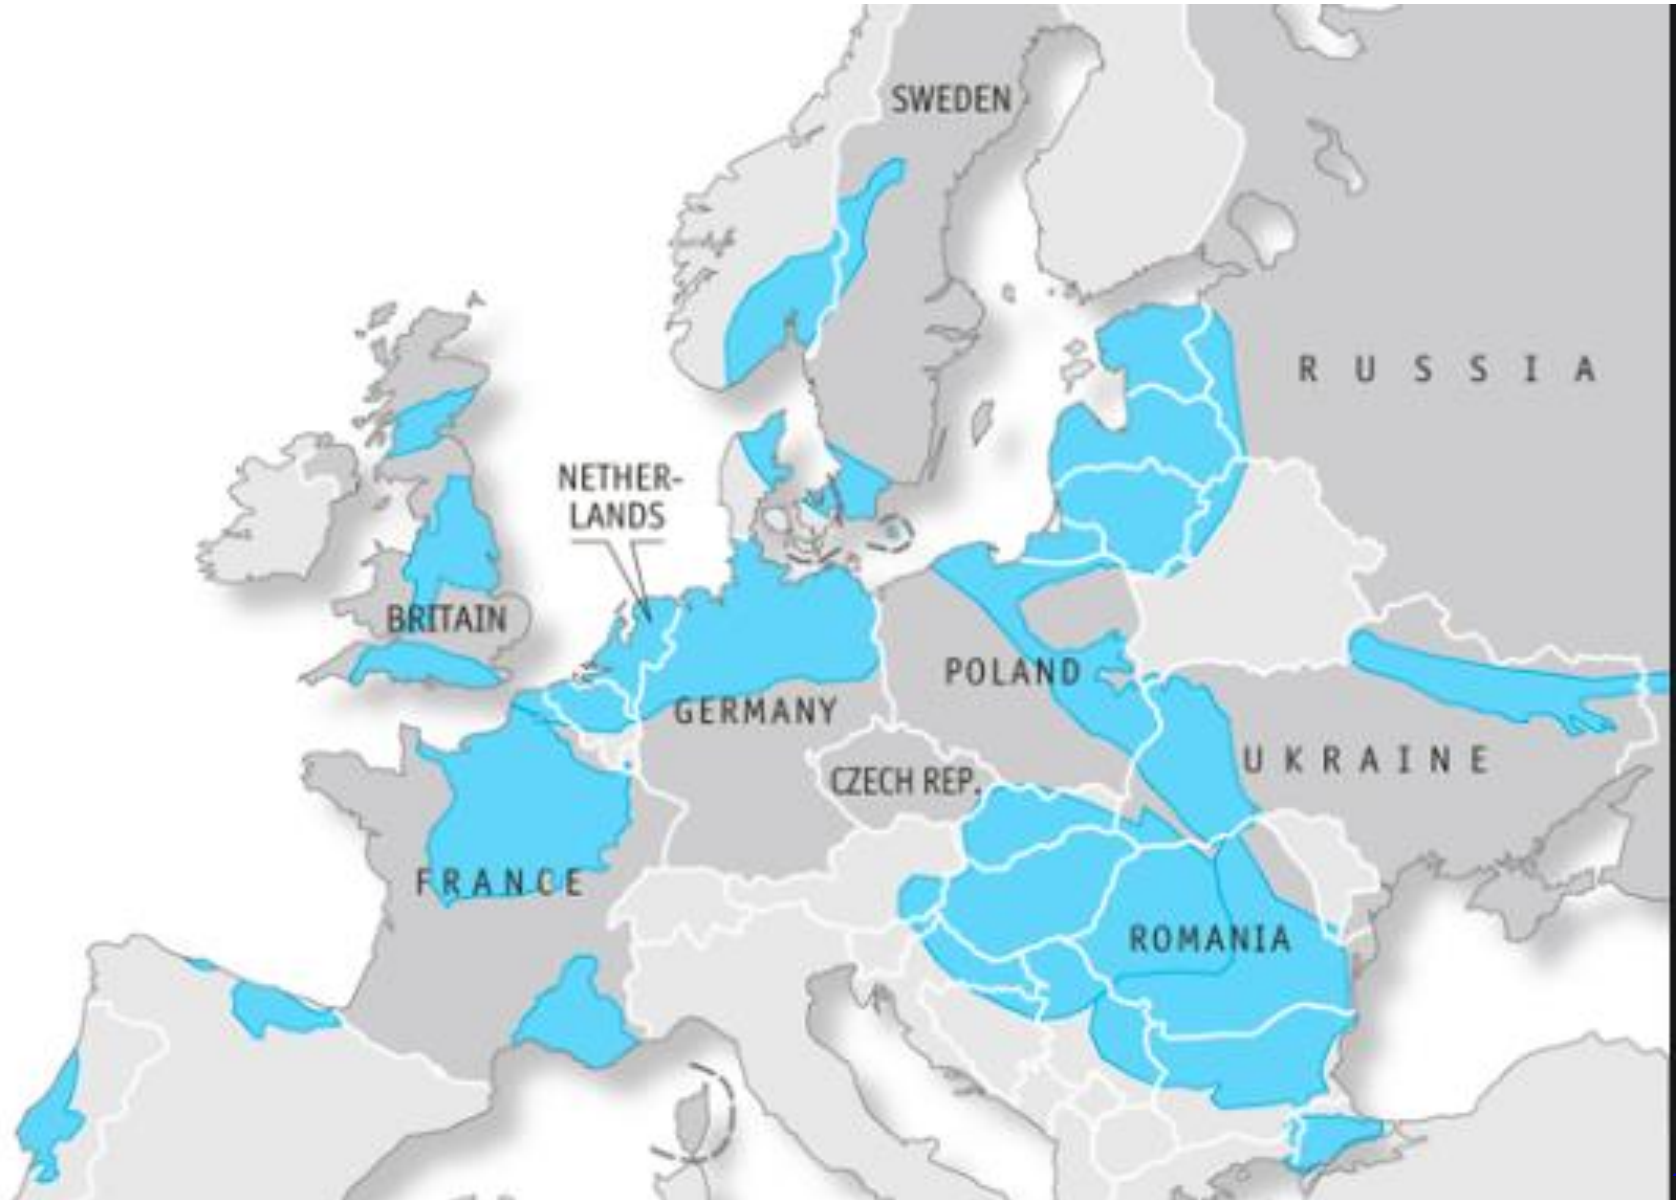 SWEDEN
RUSSIA
NETHER-
LANDS
BRITAIN
POLAND
GERMANY
UKRAINE
CZECH REP.
FRANCE
ROMANIA